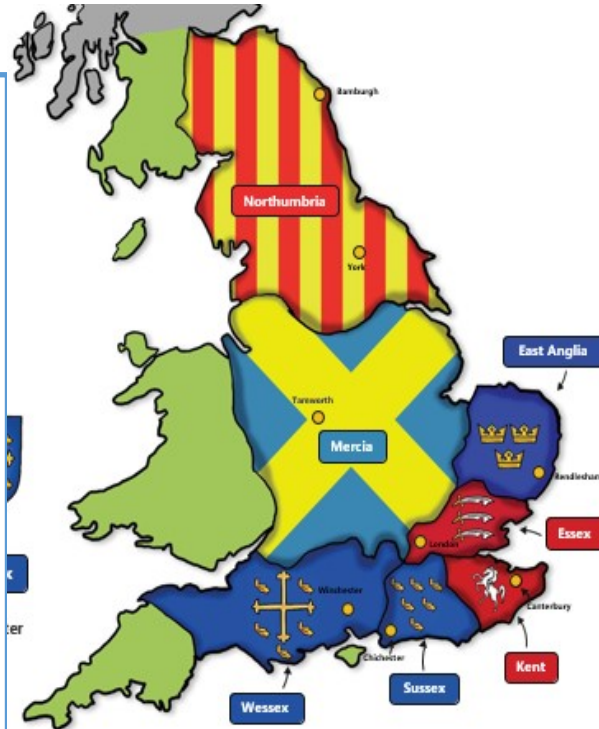 Bamburgh
Northumbria
York
East Anglia
Tamworth
Mercia
Rendlesham
Essex
London
Winchester
Canterbury
Chichester
Kent
Sussex
Wessex